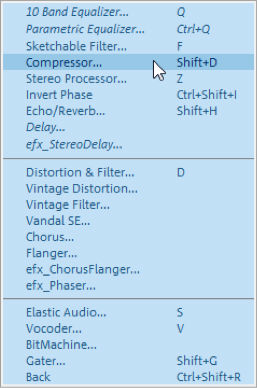 10 Band Equalizer... Q
Parametric Equalizer... Ctrl+Q
Sketchable Filter... F
Compressor... Shift+D
Stereo Processor... Z
Invert Phase Ctrl+Shift+I
Echo/Reverb... Shift+H
Delay...
efx_StereoDelay...
Distortion & Filter... D
Vintage Distortion...
Vintage Filter...
Vandal SE...
Chorus...
Flanger...
efx_ChorusFlanger...
efx_Phaser...
Elastic Audio... S
Vocoder... V
BitMachine...
Gater... Shift+G
Back Ctrl+Shift+R